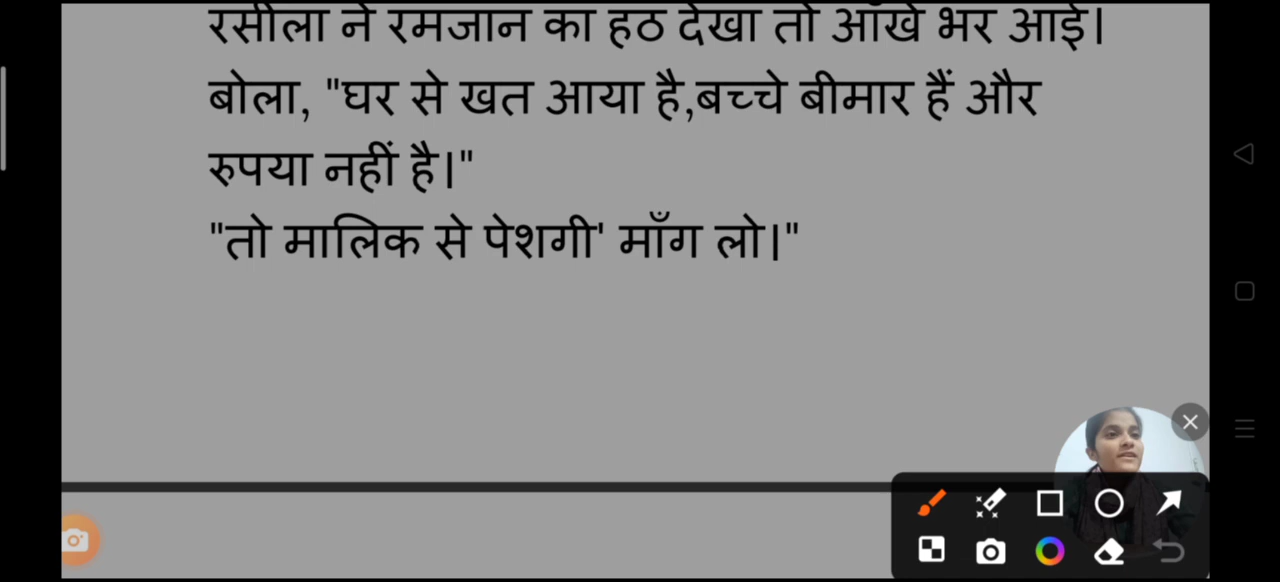 रसीला ने रमजान का हठ देखा तो आँखें भर आईं।
बोला, "घर से खत आया है,बच्चे बीमार हैं और
रुपया नहीं है।"
"तो मालिक से पेशगी' माँग लो।"